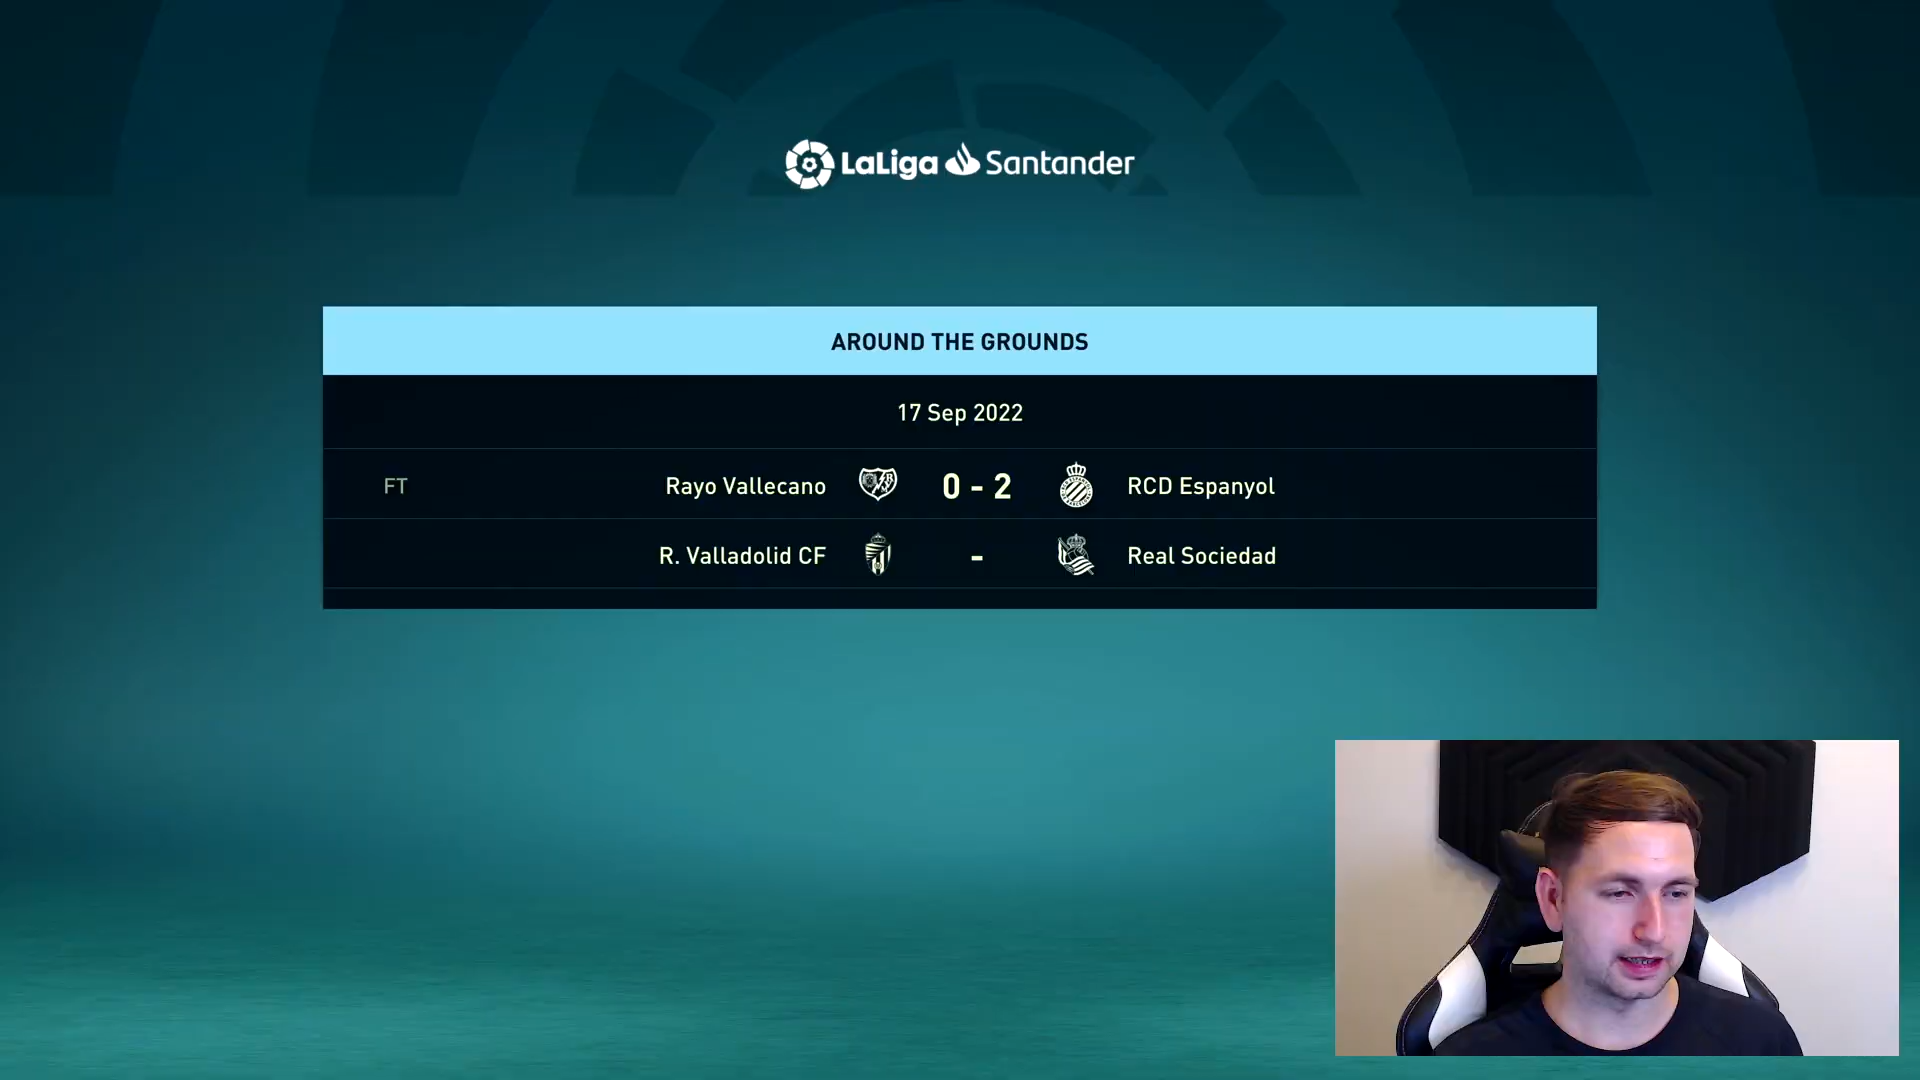 LaLiga Santander
AROUND THE GROUNDS
17 Sep 2022
FT Rayo Vallecano 0 - 2 RCD Espanyol
R. Valladolid CF - Real Sociedad